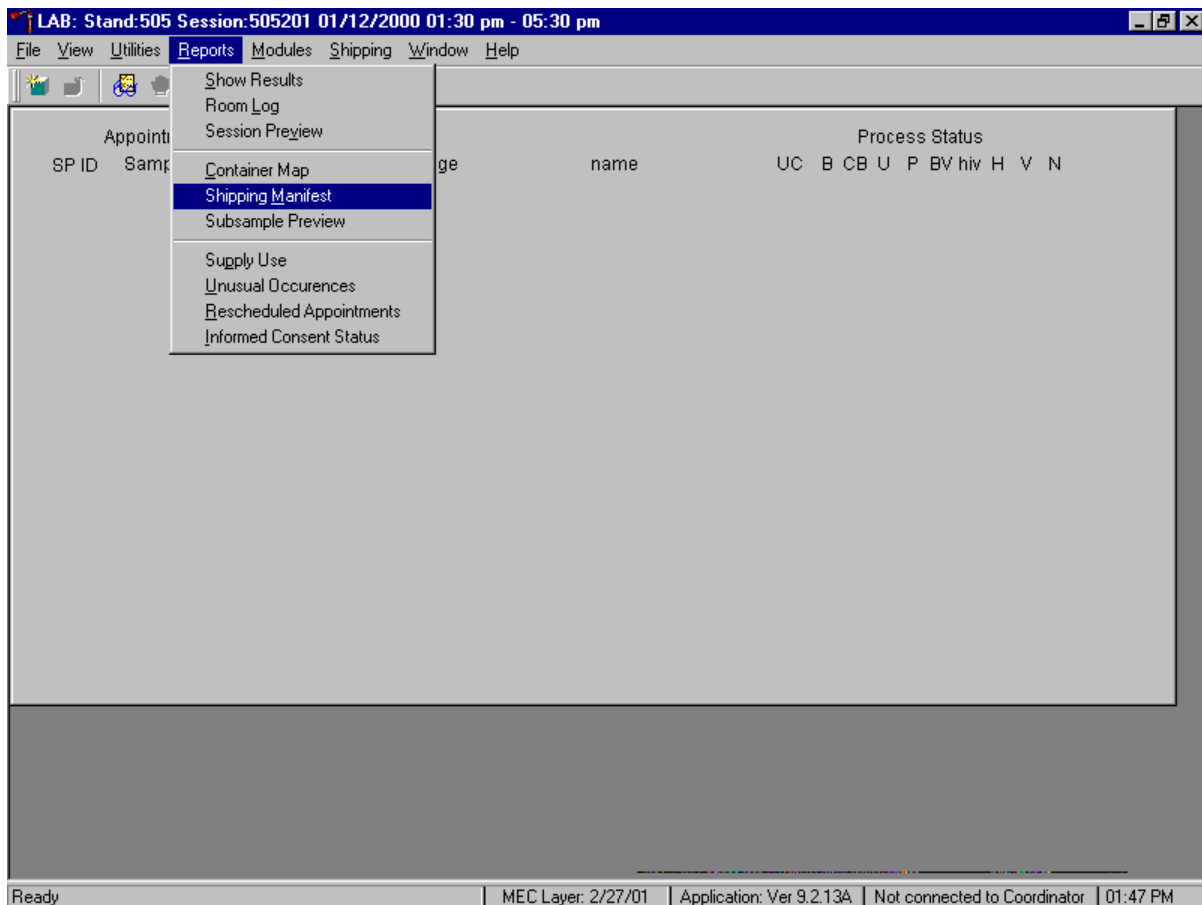 LAB: Stand:505 Session:505201 01/12/2000 01:30 pm - 05:30 pm
File View Utilities Reports Modules Shipping Window Help
Show Results
Room Log
Session Preview
Container Map
Shipping Manifest
Subsample Preview
Supply Use
Unusual Occurences
Rescheduled Appointments
Informed Consent Status
Process Status
SP ID name UC B CB U P BV hiv H V N
Ready MEC Layer: 2/27/01 Application: Ver 9.2.13A Not connected to Coordinator 01:47 PM